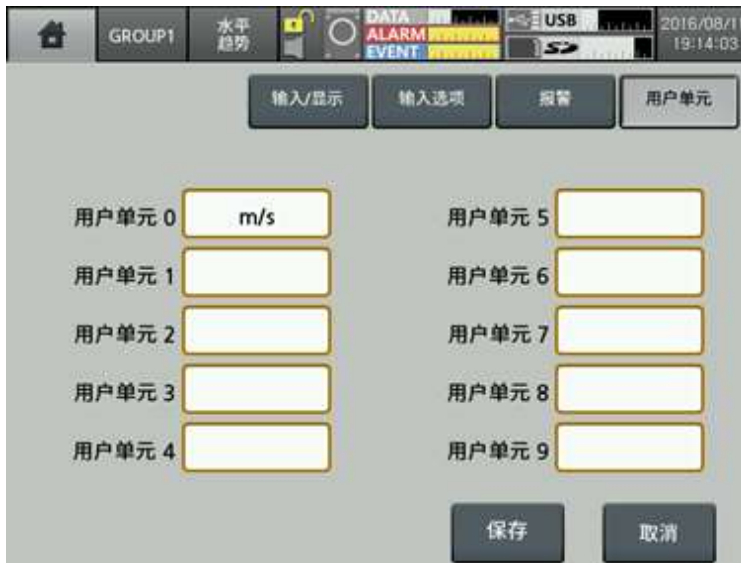 GROUP1
水平
趋势
DATA
ALARM
EVENT
USB
SD
2016/08/1
19:14:03
输入/显示
输入选项
报警
用户单元
用户单元 0
m/s
用户单元 5
用户单元 1
用户单元 6
用户单元 2
用户单元 7
用户单元 3
用户单元 8
用户单元 4
用户单元 9
保存
取消